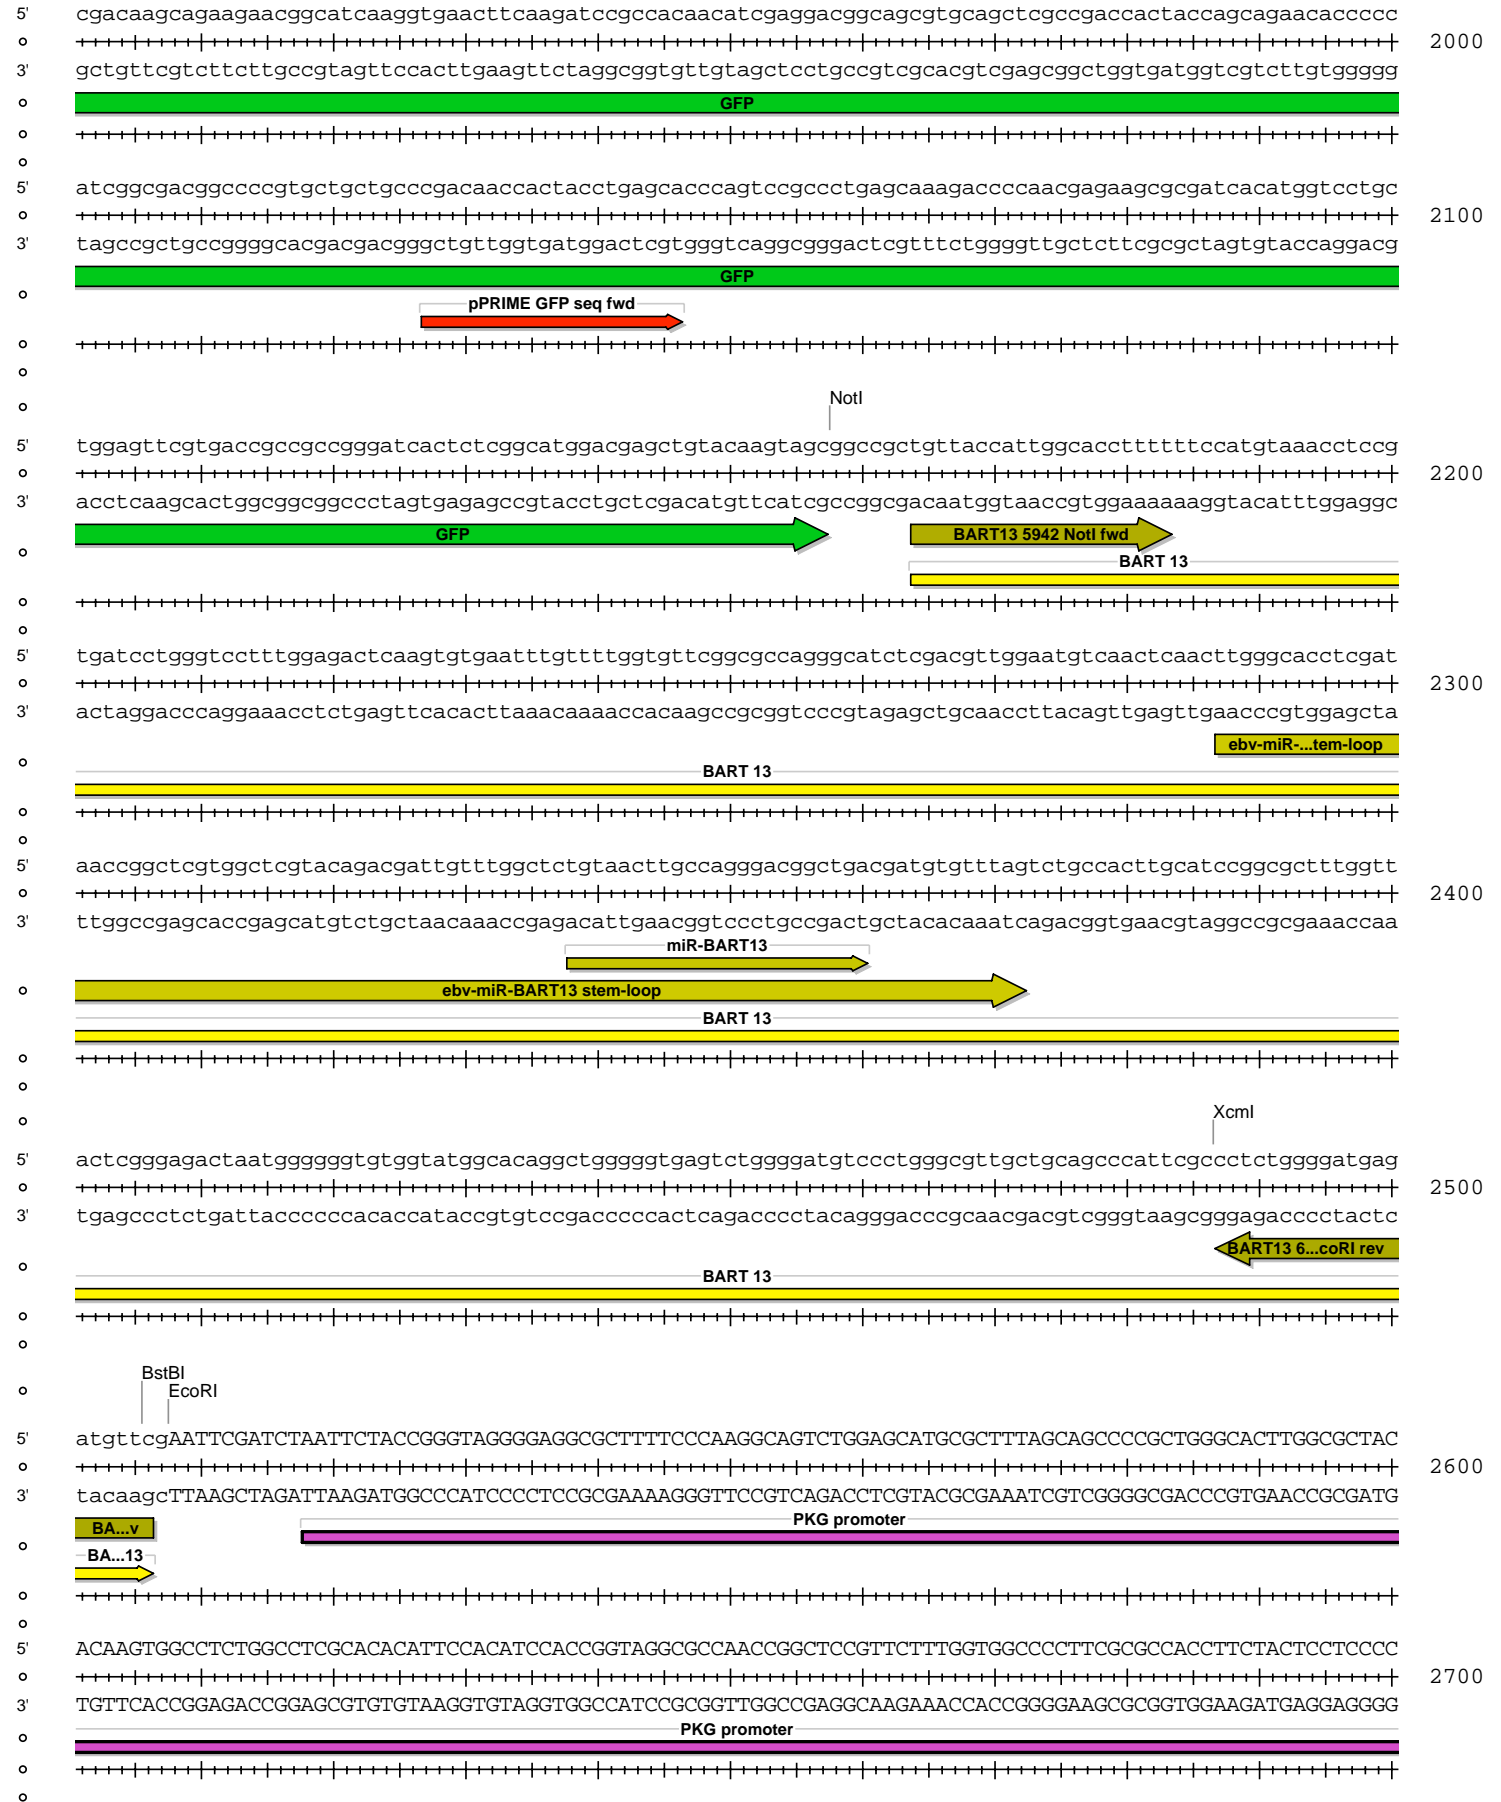 5' cgacaagcagaagaacggcatcaaggtgaacttcaagatccgccacaacatcgaggacggcagcgtgcagctcgccgaccactaccagcagaacaccccc
2000
3' gctgttcgtcttcttgccgtagttccacttgaagttctaggcggtgttgtagctcctgccgtcgcacgtcgagcggctggtgatggtcgtcttgtggggg
GFP
5' atcggcgacggccccgtgctgctgcccgacaaccactacctgagcacccagtccgccctgagcaaagaccccaacgagaagcgcgatcacatggtcctgc
2100
3' tagccgctgccggggcacgacgacgggctgttggtgatggactcgtgggtcaggcgggactcgtttctggggttgctcttcgcgctagtgtaccaggacg
GFP
pPRIME GFP seq fwd
NotI
5' tggagttcgtgaccgccgccgggatcactctcggcatggacgagctgtacaagtagcggccgctgttaccattggcaccttttttccatgtaaacctccg
2200
3' acctcaagcactggcggcggccctagtgagagccgtacctgctcgacatgttcatcgccggcgacaatggtaaccgtggaaaaaaggtacatttggaggc
GFP BART13 5942 NotI fwd
BART 13
5' tgatcctgggtcctttggagactcaagtgtgaatttgttttggtgttcggcgccagggcatctcgacgttggaatgtcaactcaacttgggcacctcgat
2300
3' actaggacccaggaaacctctgagttcacacttaaacaaaaccacaagccgcggtcccgtagagctgcaaccttacagttgagttgaacccgtggagcta
ebv-miR-...tem-loop
BART 13
5' aaccggctcgtggctcgtacagacgattgtttggctctgtaacttgccagggacggctgacgatgtgtttagtctgccacttgcatccggcgctttggtt
2400
3' ttggccgagcaccgagcatgtctgctaacaaaccgagacattgaacggtccctgccgactgctacacaaatcagacggtgaacgtaggccgcgaaaccaa
miR-BART13
ebv-miR-BART13 stem-loop
BART 13
XcmI
5' actcgggagactaatggggggtgtggtatggcacaggctgggggtgagtctggggatgtccctgggcgttgctgcagcccattcgccctctggggatgag
2500
3' tgagccctctgattaccccccacaccataccgtgtccgacccccactcagacccctacagggacccgcaacgacgtcgggtaagcgggagacccctactc
BART13 6...coRI rev
BART 13
BstBI
EcoRI
5' atgttcgAATTCGATCTAATTCTACCGGGTAGGGGAGGCGCTTTTCCCAAGGCAGTCTGGAGCATGCGCTTTAGCAGCCCCGCTGGGCACTTGGCGCTAC
2600
3' tacaagcTTAAGCTAGATTAAGATGGCCCATCCCCTCCGCGAAAAGGGTTCCGTCAGACCTCGTACGCGAAATCGTCGGGGCGACCCGTGAACCGCGATG
BA...v PKG promoter
BA...13
5' ACAAGTGGCCTCTGGCCTCGCACACATTCCACATCCACCGGTAGGCGCCAACCGGCTCCGTTCTTTGGTGGCCCCTTCGCGCCACCTTCTACTCCTCCCC
2700
3' TGTTCACCGGAGACCGGAGCGTGTGTAAGGTGTAGGTGGCCATCCGCGGTTGGCCGAGGCAAGAAACCACCGGGGAAGCGCGGTGGAAGATGAGGAGGGG
PKG promoter